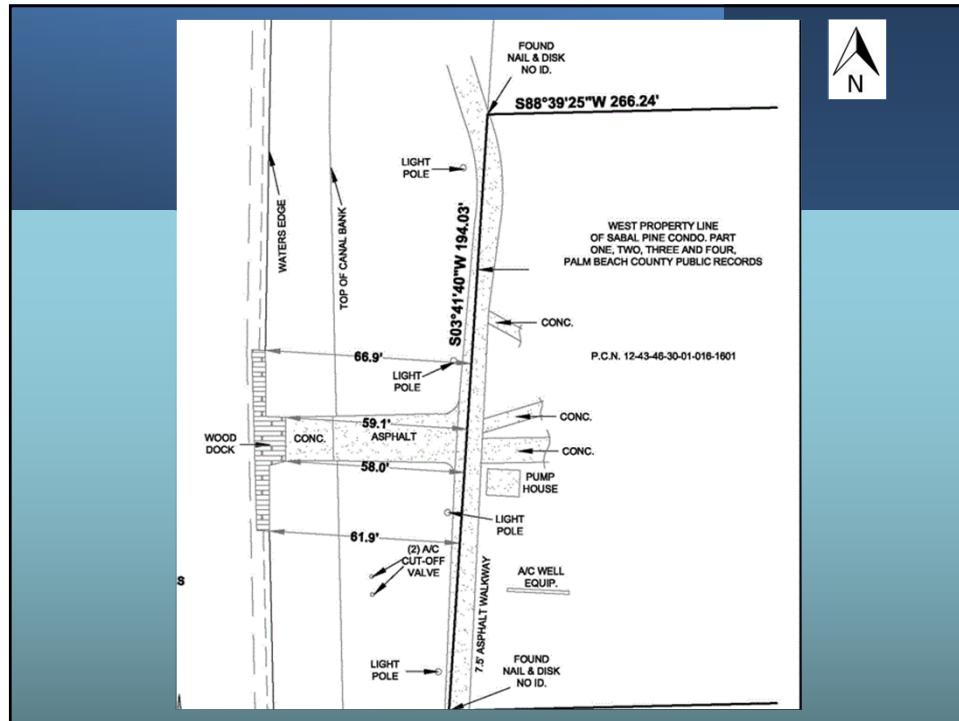 FOUND
NAIL & DISK
NO ID.
N
S88°39'25"W 266.24'
LIGHT
POLE
WATERS EDGE
TOP OF CANAL BANK
S03°41'40"W 194.03'
WEST PROPERTY LINE
OF SABAL PINE CONDO. PART
ONE, TWO, THREE AND FOUR,
PALM BEACH COUNTY PUBLIC RECORDS
CONC.
66.9'
P.C.N. 12-43-46-30-01-016-1601
LIGHT
POLE
59.1'
CONC.
WOOD
DOCK
CONC.
ASPHALT
CONC.
58.0'
PUMP
HOUSE
LIGHT
POLE
61.9'
(2) A/C
CUT-OFF
VALVE
S
A/C WELL
EQUIP.
7.5' ASPHALT WALKWAY
LIGHT
POLE
FOUND
NAIL & DISK
NO ID.